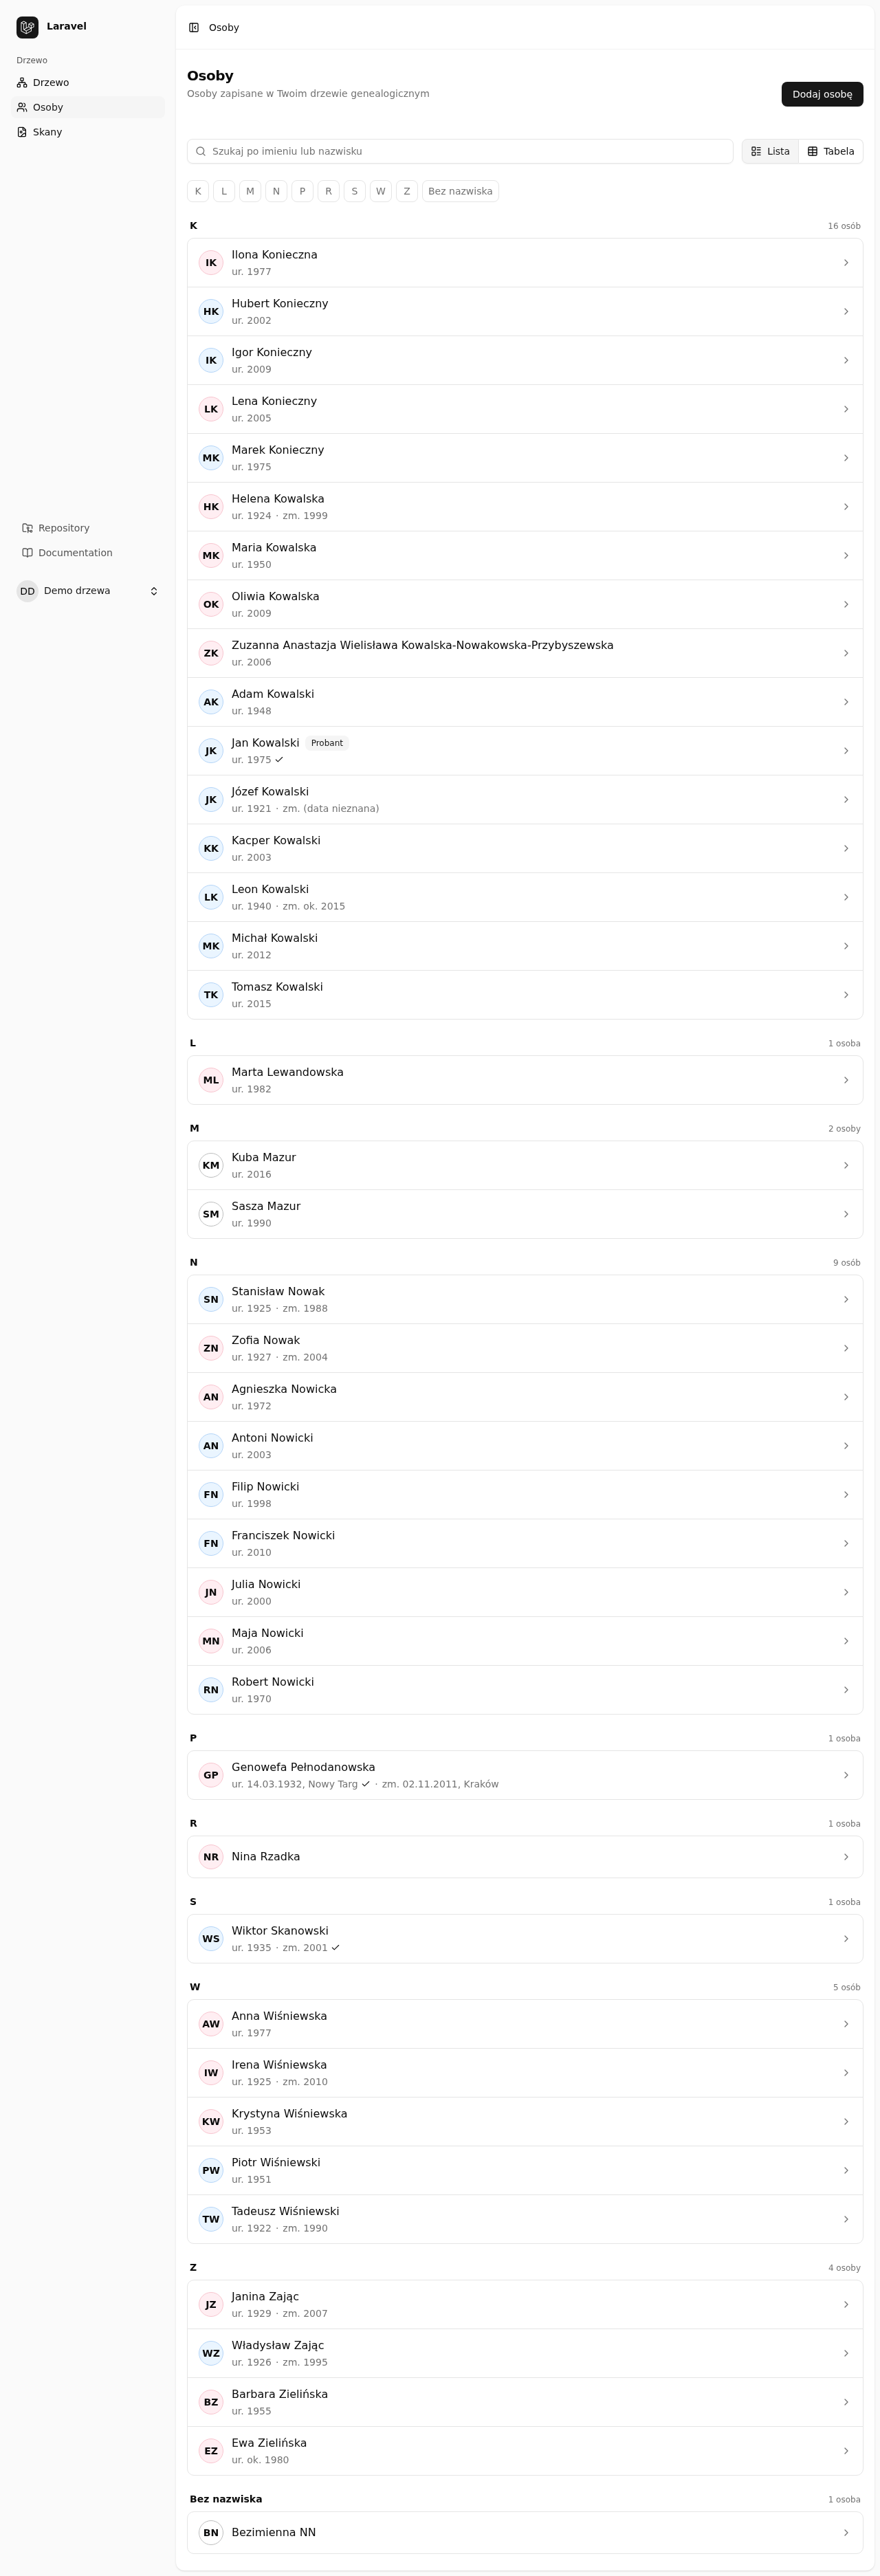 Laravel
Drzewo
Drzewo
Osoby
Skany
Repository
Documentation
DD Demo drzewa
Osoby
Osoby
Osoby zapisane w Twoim drzewie genealogicznym
Dodaj osobę
Szukaj po imieniu lub nazwisku
Lista Tabela
K L M N P R S W Z Bez nazwiska
K 16 osób
IK Ilona Konieczna
ur. 1977
HK Hubert Konieczny
ur. 2002
IK Igor Konieczny
ur. 2009
LK Lena Konieczny
ur. 2005
MK Marek Konieczny
ur. 1975
HK Helena Kowalska
ur. 1924 · zm. 1999
MK Maria Kowalska
ur. 1950
OK Oliwia Kowalska
ur. 2009
ZK Zuzanna Anastazja Wielisława Kowalska-Nowakowska-Przybyszewska
ur. 2006
AK Adam Kowalski
ur. 1948
JK Jan Kowalski Probant
ur. 1975 ✓
JK Józef Kowalski
ur. 1921 · zm. (data nieznana)
KK Kacper Kowalski
ur. 2003
LK Leon Kowalski
ur. 1940 · zm. ok. 2015
MK Michał Kowalski
ur. 2012
TK Tomasz Kowalski
ur. 2015
L 1 osoba
ML Marta Lewandowska
ur. 1982
M 2 osoby
KM Kuba Mazur
ur. 2016
SM Sasza Mazur
ur. 1990
N 9 osób
SN Stanisław Nowak
ur. 1925 · zm. 1988
ZN Zofia Nowak
ur. 1927 · zm. 2004
AN Agnieszka Nowicka
ur. 1972
AN Antoni Nowicki
ur. 2003
FN Filip Nowicki
ur. 1998
FN Franciszek Nowicki
ur. 2010
JN Julia Nowicki
ur. 2000
MN Maja Nowicki
ur. 2006
RN Robert Nowicki
ur. 1970
P 1 osoba
GP Genowefa Pełnodanowska
ur. 14.03.1932, Nowy Targ ✓ · zm. 02.11.2011, Kraków
R 1 osoba
NR Nina Rzadka
S 1 osoba
WS Wiktor Skanowski
ur. 1935 · zm. 2001 ✓
W 5 osób
AW Anna Wiśniewska
ur. 1977
IW Irena Wiśniewska
ur. 1925 · zm. 2010
KW Krystyna Wiśniewska
ur. 1953
PW Piotr Wiśniewski
ur. 1951
TW Tadeusz Wiśniewski
ur. 1922 · zm. 1990
Z 4 osoby
JZ Janina Zając
ur. 1929 · zm. 2007
WZ Władysław Zając
ur. 1926 · zm. 1995
BZ Barbara Zielińska
ur. 1955
EZ Ewa Zielińska
ur. ok. 1980
Bez nazwiska 1 osoba
BN Bezimienna NN